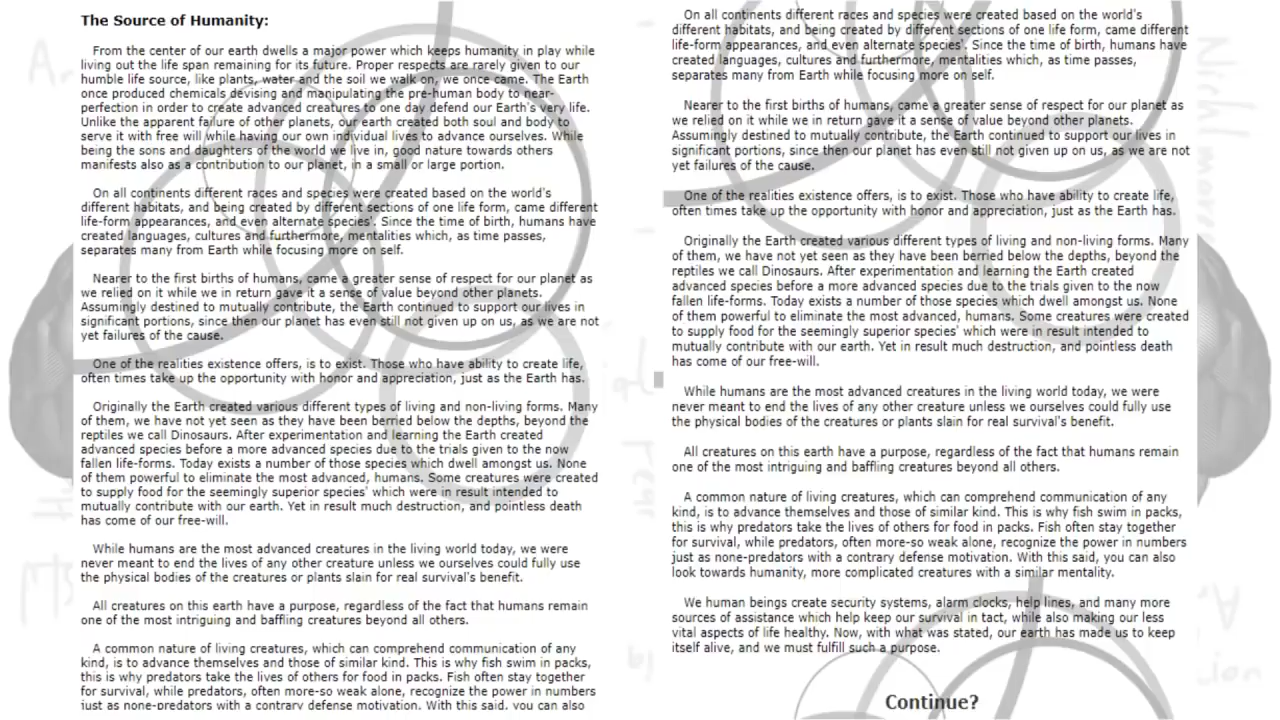 The Source of Humanity:
From the center of our earth dwells a major power which keeps humanity in play while
living out the life span remaining for its future. Proper respects are rarely given to our
humble life source, like plants, water and the soil we walk on, we once came. The Earth
once produced chemicals devising and manipulating the pre-human body to near-
perfection in order to create advanced creatures to one day defend our Earth's very life.
Unlike the apparent failure of other planets, our earth created both soul and body to
serve it with free will while having our own individual lives to advance ourselves. While
being the sons and daughters of the world we live in, good nature towards others
manifests also as a contribution to our planet, in a small or large portion.
On all continents different races and species were created based on the world's
different habitats, and being created by different sections of one life form, came different
life-form appearances, and even alternate species'. Since the time of birth, humans have
created languages, cultures and furthermore, mentalities which, as time passes,
separates many from Earth while focusing more on self.
Nearer to the first births of humans, came a greater sense of respect for our planet as
we relied on it while we in return gave it a sense of value beyond other planets.
Assumingly destined to mutually contribute, the Earth continued to support our lives in
significant portions, since then our planet has even still not given up on us, as we are not
yet failures of the cause.
One of the realities existence offers, is to exist. Those who have ability to create life,
often times take up the opportunity with honor and appreciation, just as the Earth has.
Originally the Earth created various different types of living and non-living forms. Many
of them, we have not yet seen as they have been berried below the depths, beyond the
reptiles we call Dinosaurs. After experimentation and learning the Earth created
advanced species before a more advanced species due to the trials given to the now
fallen life-forms. Today exists a number of those species which dwell amongst us. None
of them powerful to eliminate the most advanced, humans. Some creatures were created
to supply food for the seemingly superior species' which were in result intended to
mutually contribute with our earth. Yet in result much destruction, and pointless death
has come of our free-will.
While humans are the most advanced creatures in the living world today, we were
never meant to end the lives of any other creature unless we ourselves could fully use
the physical bodies of the creatures or plants slain for real survival's benefit.
All creatures on this earth have a purpose, regardless of the fact that humans remain
one of the most intriguing and baffling creatures beyond all others.
A common nature of living creatures, which can comprehend communication of any
kind, is to advance themselves and those of similar kind. This is why fish swim in packs,
this is why predators take the lives of others for food in packs. Fish often stay together
for survival, while predators, often more-so weak alone, recognize the power in numbers
just as none-predators with a contrary defense motivation. With this said, you can also
On all continents different races and species were created based on the world's
different habitats, and being created by different sections of one life form, came different
life-form appearances, and even alternate species'. Since the time of birth, humans have
created languages, cultures and furthermore, mentalities which, as time passes,
separates many from Earth while focusing more on self.
Nearer to the first births of humans, came a greater sense of respect for our planet as
we relied on it while we in return gave it a sense of value beyond other planets.
Assumingly destined to mutually contribute, the Earth continued to support our lives in
significant portions, since then our planet has even still not given up on us, as we are not
yet failures of the cause.
One of the realities existence offers, is to exist. Those who have ability to create life,
often times take up the opportunity with honor and appreciation, just as the Earth has.
Originally the Earth created various different types of living and non-living forms. Many
of them, we have not yet seen as they have been berried below the depths, beyond the
reptiles we call Dinosaurs. After experimentation and learning the Earth created
advanced species before a more advanced species due to the trials given to the now
fallen life-forms. Today exists a number of those species which dwell amongst us. None
of them powerful to eliminate the most advanced, humans. Some creatures were created
to supply food for the seemingly superior species' which were in result intended to
mutually contribute with our earth. Yet in result much destruction, and pointless death
has come of our free-will.
While humans are the most advanced creatures in the living world today, we were
never meant to end the lives of any other creature unless we ourselves could fully use
the physical bodies of the creatures or plants slain for real survival's benefit.
All creatures on this earth have a purpose, regardless of the fact that humans remain
one of the most intriguing and baffling creatures beyond all others.
A common nature of living creatures, which can comprehend communication of any
kind, is to advance themselves and those of similar kind. This is why fish swim in packs,
this is why predators take the lives of others for food in packs. Fish often stay together
for survival, while predators, often more-so weak alone, recognize the power in numbers
just as none-predators with a contrary defense motivation. With this said, you can also
look towards humanity, more complicated creatures with a similar mentality.
We human beings create security systems, alarm clocks, help lines, and many more
sources of assistance which help keep our survival in tact, while also making our less
vital aspects of life healthy. Now, with what was stated, our earth has made us to keep
itself alive, and we must fulfill such a purpose.
Continue?